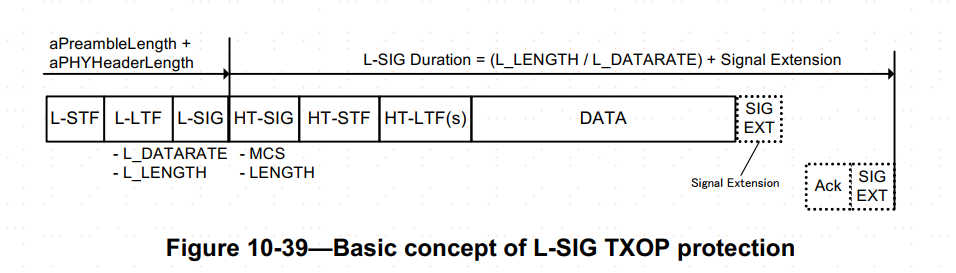 aPreambleLength +
aPHYHeaderLength
L-SIG Duration = (L_LENGTH / L_DATARATE) + Signal Extension
L-STF L-LTF L-SIG HT-SIG HT-STF HT-LTF(s) DATA SIG
EXT
- L_DATARATE - MCS
- L_LENGTH - LENGTH
Signal Extension
Ack SIG
EXT
Figure 10-39—Basic concept of L-SIG TXOP protection